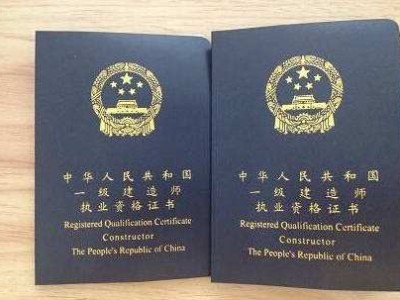 中华人民共和国
一级建造师
执业资格证书
Registered Qualification Certificate
Constructor
The People's Republic of China
中华人民共和国
一级建造师
执业资格证书
Registered Qualification Certificate
Constructor
The People's Republic of China